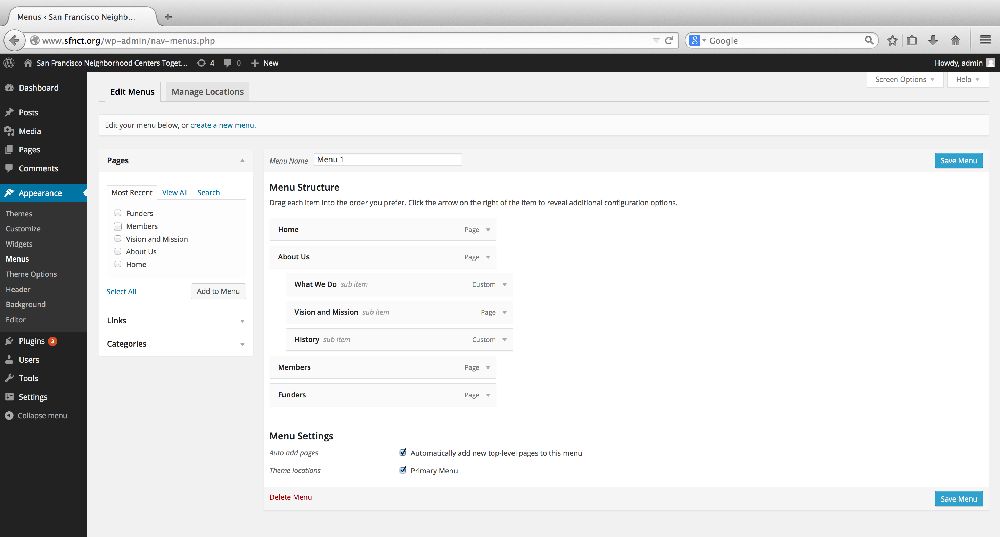 Menus ‹ San Francisco Neighb...
www.sfnct.org/wp-admin/nav-menus.php
Google
San Francisco Neighborhood Centers Toget... 4 0 New
Howdy, admin
Screen Options
Help
Dashboard
Posts
Media
Pages
Comments
Appearance
Themes
Customize
Widgets
Menus
Theme Options
Header
Background
Editor
Plugins 3
Users
Tools
Settings
Collapse menu
Edit Menus
Manage Locations
Edit your menu below, or create a new menu.
Pages
Most Recent View All Search
Funders
Members
Vision and Mission
About Us
Home
Select All
Add to Menu
Links
Categories
Menu Name Menu 1
Save Menu
Menu Structure
Drag each item into the order you prefer. Click the arrow on the right of the item to reveal additional configuration options.
Home Page
About Us Page
What We Do sub item Custom
Vision and Mission sub item Page
History sub item Custom
Members Page
Funders Page
Menu Settings
Auto add pages Automatically add new top-level pages to this menu
Theme locations Primary Menu
Delete Menu
Save Menu